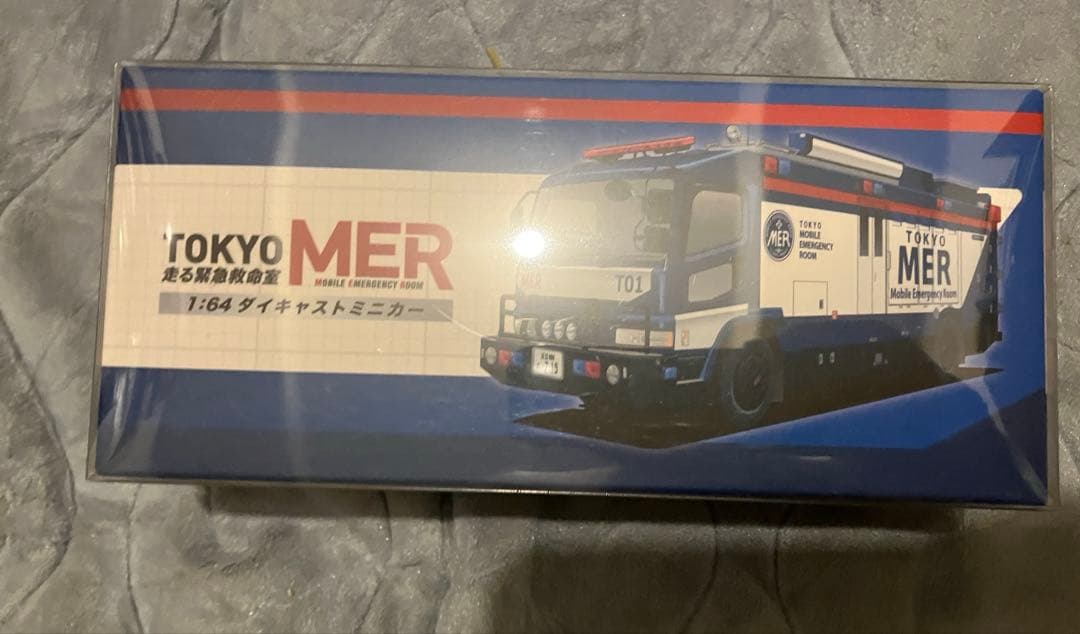 TOKYO MER
走る緊急救命室 MOBILE EMERGENCY ROOM
1:64 ダイキャストミニカー
T01
MER
TOKYO
MOBILE
EMERGENCY
ROOM
TOKYO
MER
Mobile Emergency Room